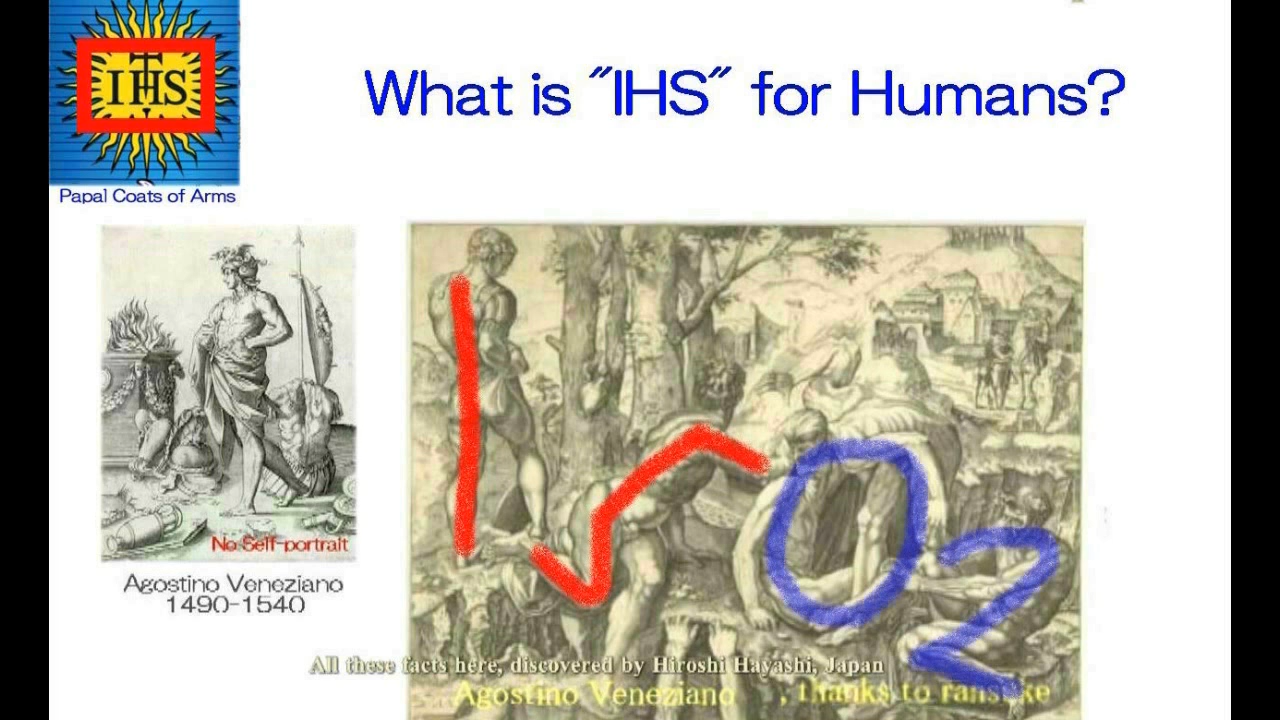 What is "IHS" for Humans?
IHS
Papal Coats of Arms
No Self-portrait
Agostino Veneziano
1490-1540
O2
All these facts here, discovered by Hiroshi Hayashi, Japan
Agostino Veneziano , thanks to